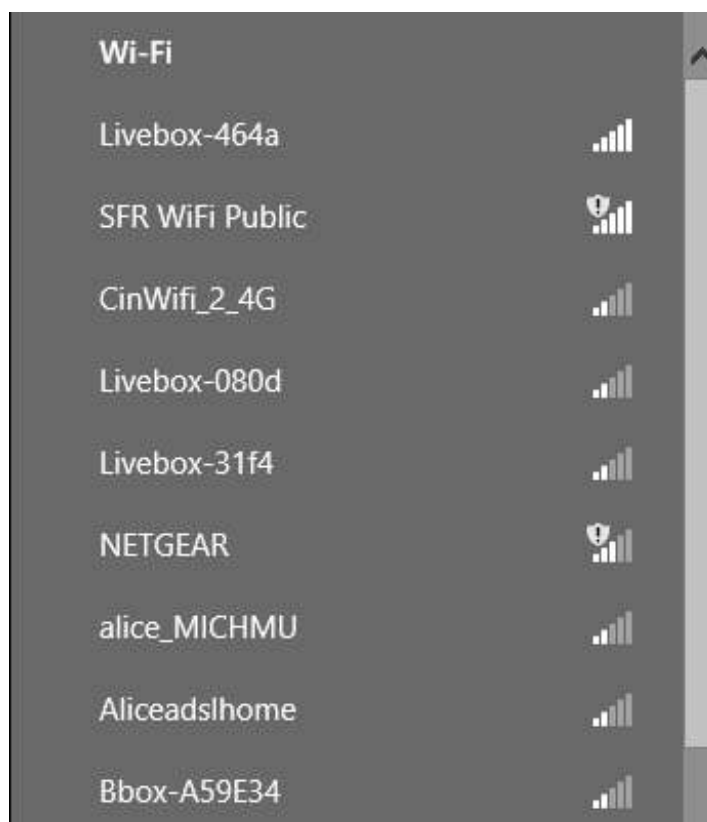 Wi-Fi
Livebox-464a
SFR WiFi Public
CinWifi_2_4G
Livebox-080d
Livebox-31f4
NETGEAR
alice_MICHMU
Aliceadslhome
Bbox-A59E34